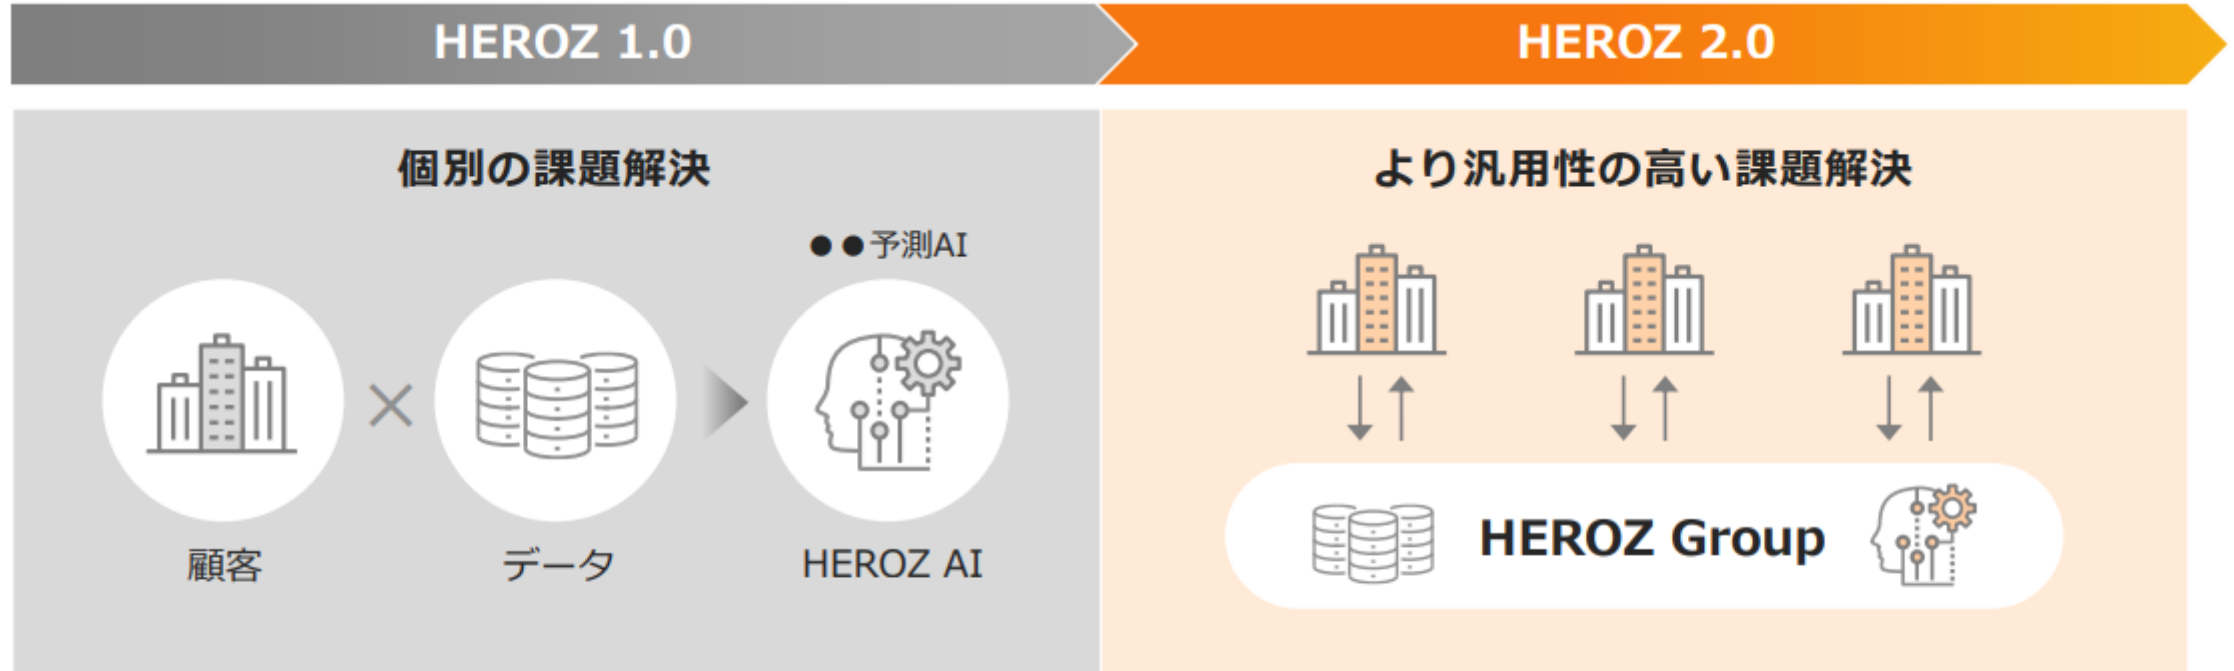 HEROZ 1.0
HEROZ 2.0
個別の課題解決
●●予測AI
×
顧客
データ
HEROZ AI
より汎用性の高い課題解決
HEROZ Group